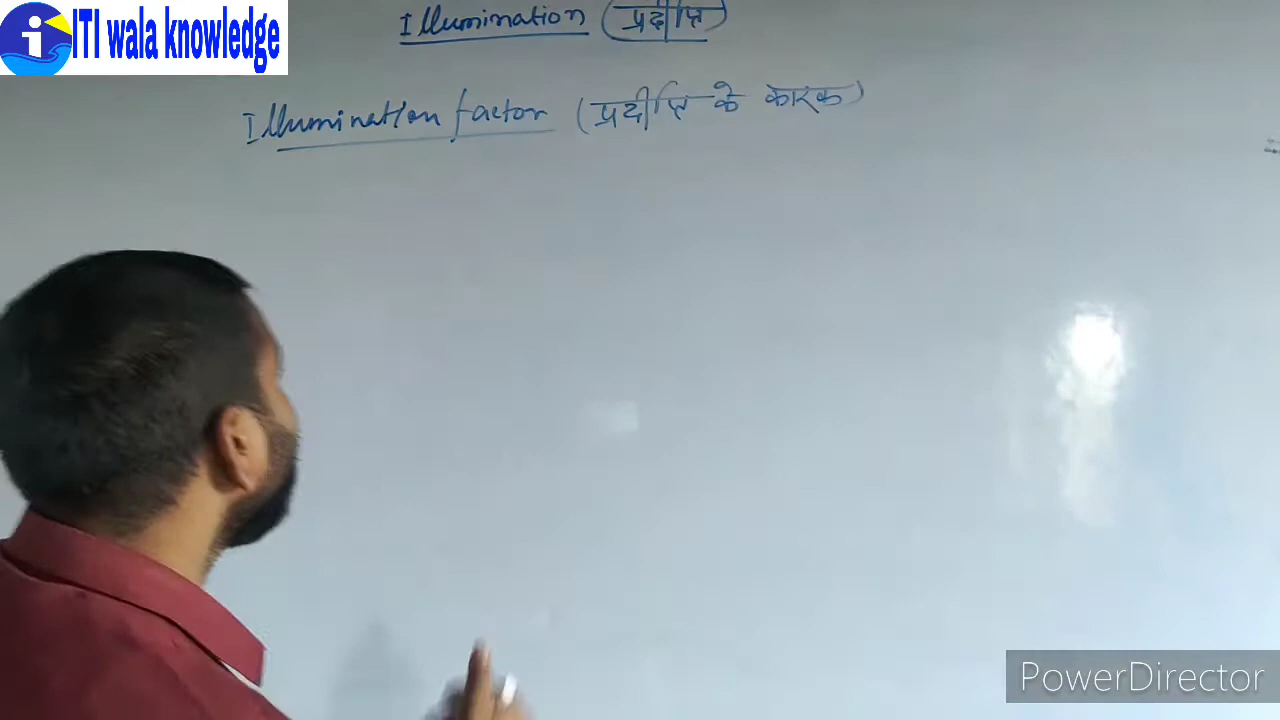 Illumination (प्रदीप्ति)
ITI wala knowledge
Illumination factor (प्रदीप्ति के कारक)
PowerDirector